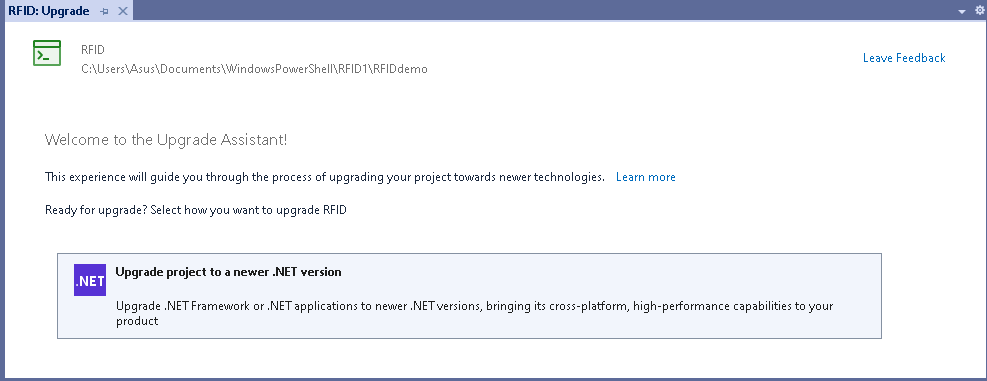 RFID: Upgrade
RFID
C:\Users\Asus\Documents\WindowsPowerShell\RFID1\RFIDdemo
Leave Feedback
Welcome to the Upgrade Assistant!
This experience will guide you through the process of upgrading your project towards newer technologies. Learn more
Ready for upgrade? Select how you want to upgrade RFID
.NET
Upgrade project to a newer .NET version
Upgrade .NET Framework or .NET applications to newer .NET versions, bringing its cross-platform, high-performance capabilities to your
product